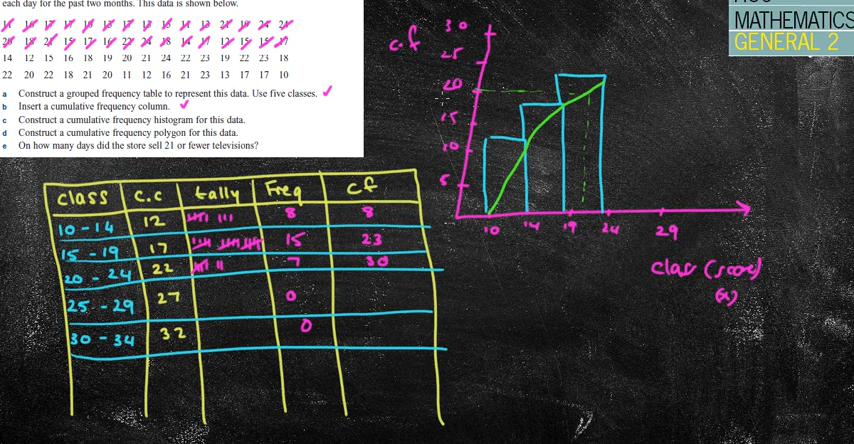 each day for the past two months. This data is shown below.
14 12 15 16 18 19 20 21 24 22 23 19 22 23 18
22 20 22 18 21 20 11 12 16 21 23 13 17 17 10
a Construct a grouped frequency table to represent this data. Use five classes.
b Insert a cumulative frequency column.
c Construct a cumulative frequency histogram for this data.
d Construct a cumulative frequency polygon for this data.
e On how many days did the store sell 21 or fewer televisions?
MATHEMATICS
GENERAL 2
c.f
30
25
20
15
10
5
10 14 19 24 29
class (score)
(x)
class c.c tally Freq cf
10 - 14 12 8 8
15 - 19 17 15 23
20 - 24 22 7 30
25 - 29 27 0
30 - 34 32 0